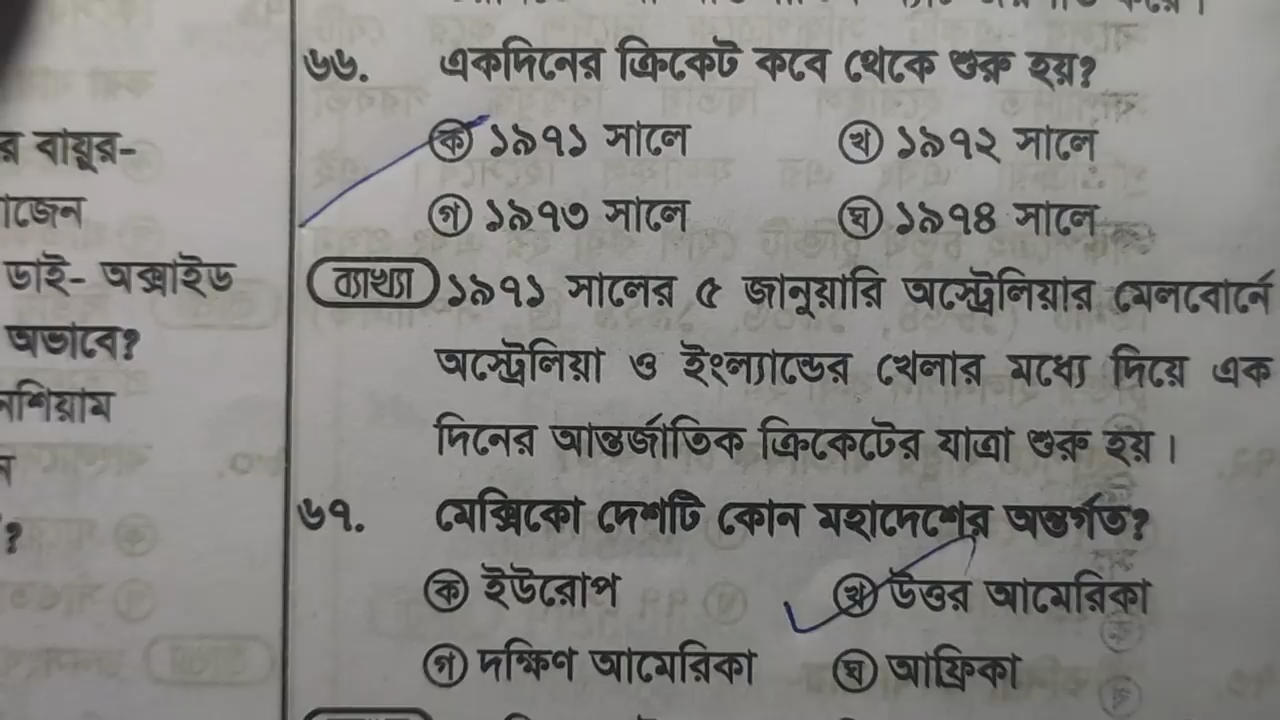 র বায়ুর-
াজেন
ডাই- অক্সাইড
অভাবে?
নশিয়াম
ন
?
৬৬. একদিনের ক্রিকেট কবে থেকে শুরু হয়?
ক ১৯৭১ সালে খ ১৯৭২ সালে
গ ১৯৭৩ সালে ঘ ১৯৭৪ সালে
ব্যাখ্যা ১৯৭১ সালের ৫ জানুয়ারি অস্ট্রেলিয়ার মেলবোর্নে
অস্ট্রেলিয়া ও ইংল্যান্ডের খেলার মধ্যে দিয়ে এক
দিনের আন্তর্জাতিক ক্রিকেটের যাত্রা শুরু হয়।
৬৭. মেক্সিকো দেশটি কোন মহাদেশের অন্তর্গত?
ক ইউরোপ খ উত্তর আমেরিকা
গ দক্ষিণ আমেরিকা ঘ আফ্রিকা